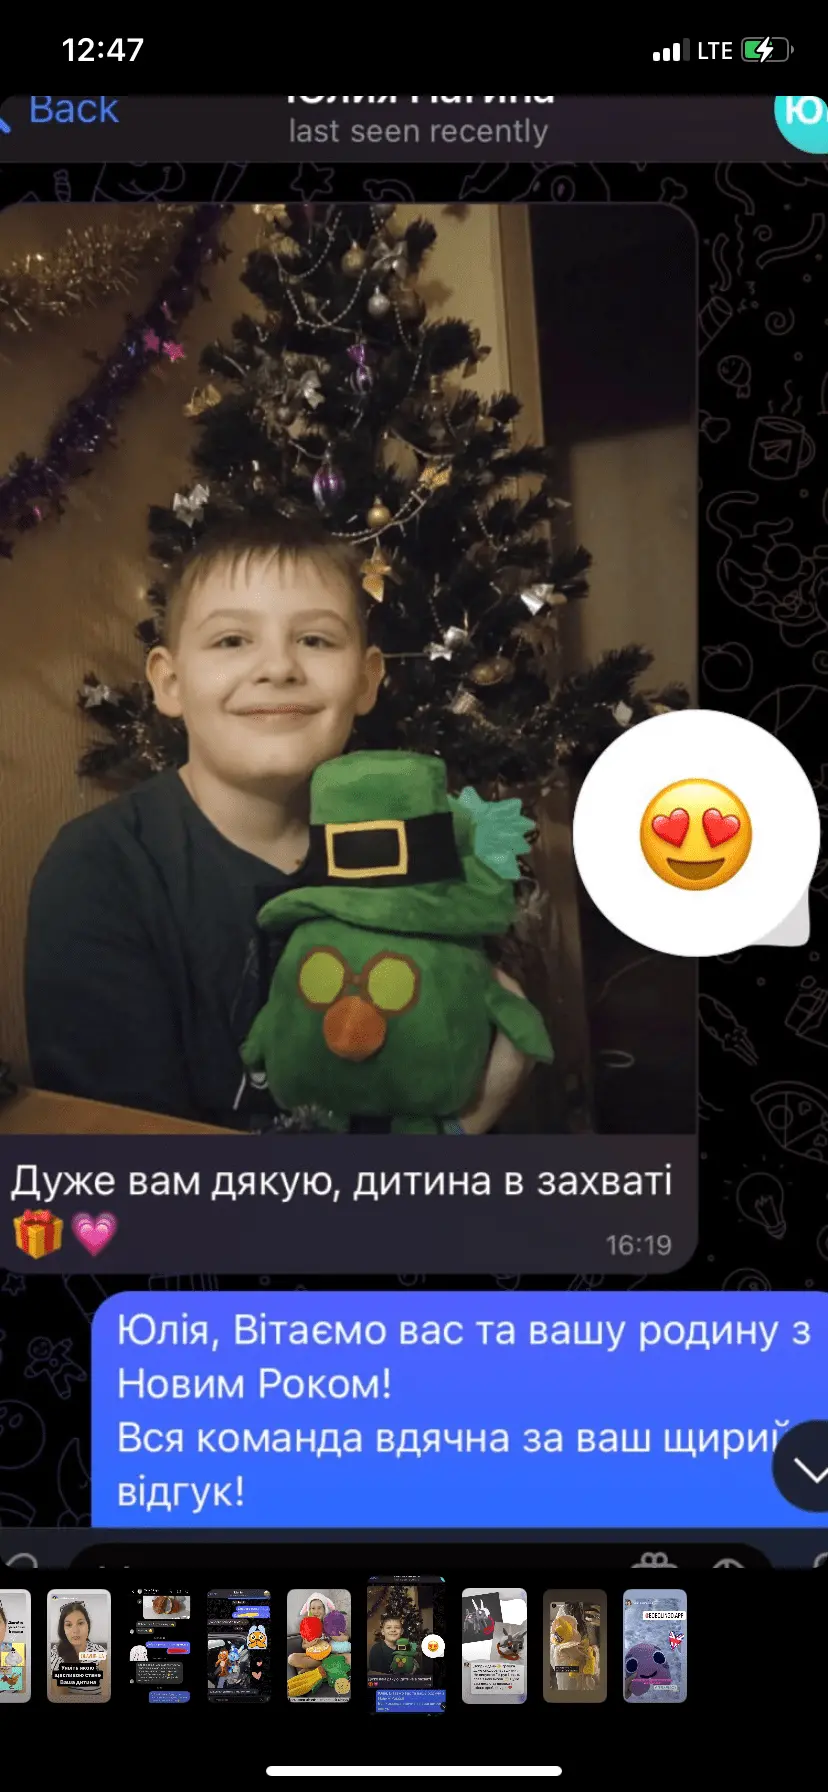 12:47
LTE
Back
last seen recently
Дуже вам дякую, дитина в захваті
🎁💗
16:19
Юлія, Вітаємо вас та вашу родину з
Новим Роком!
Вся команда вдячна за ваш щирий
відгук!